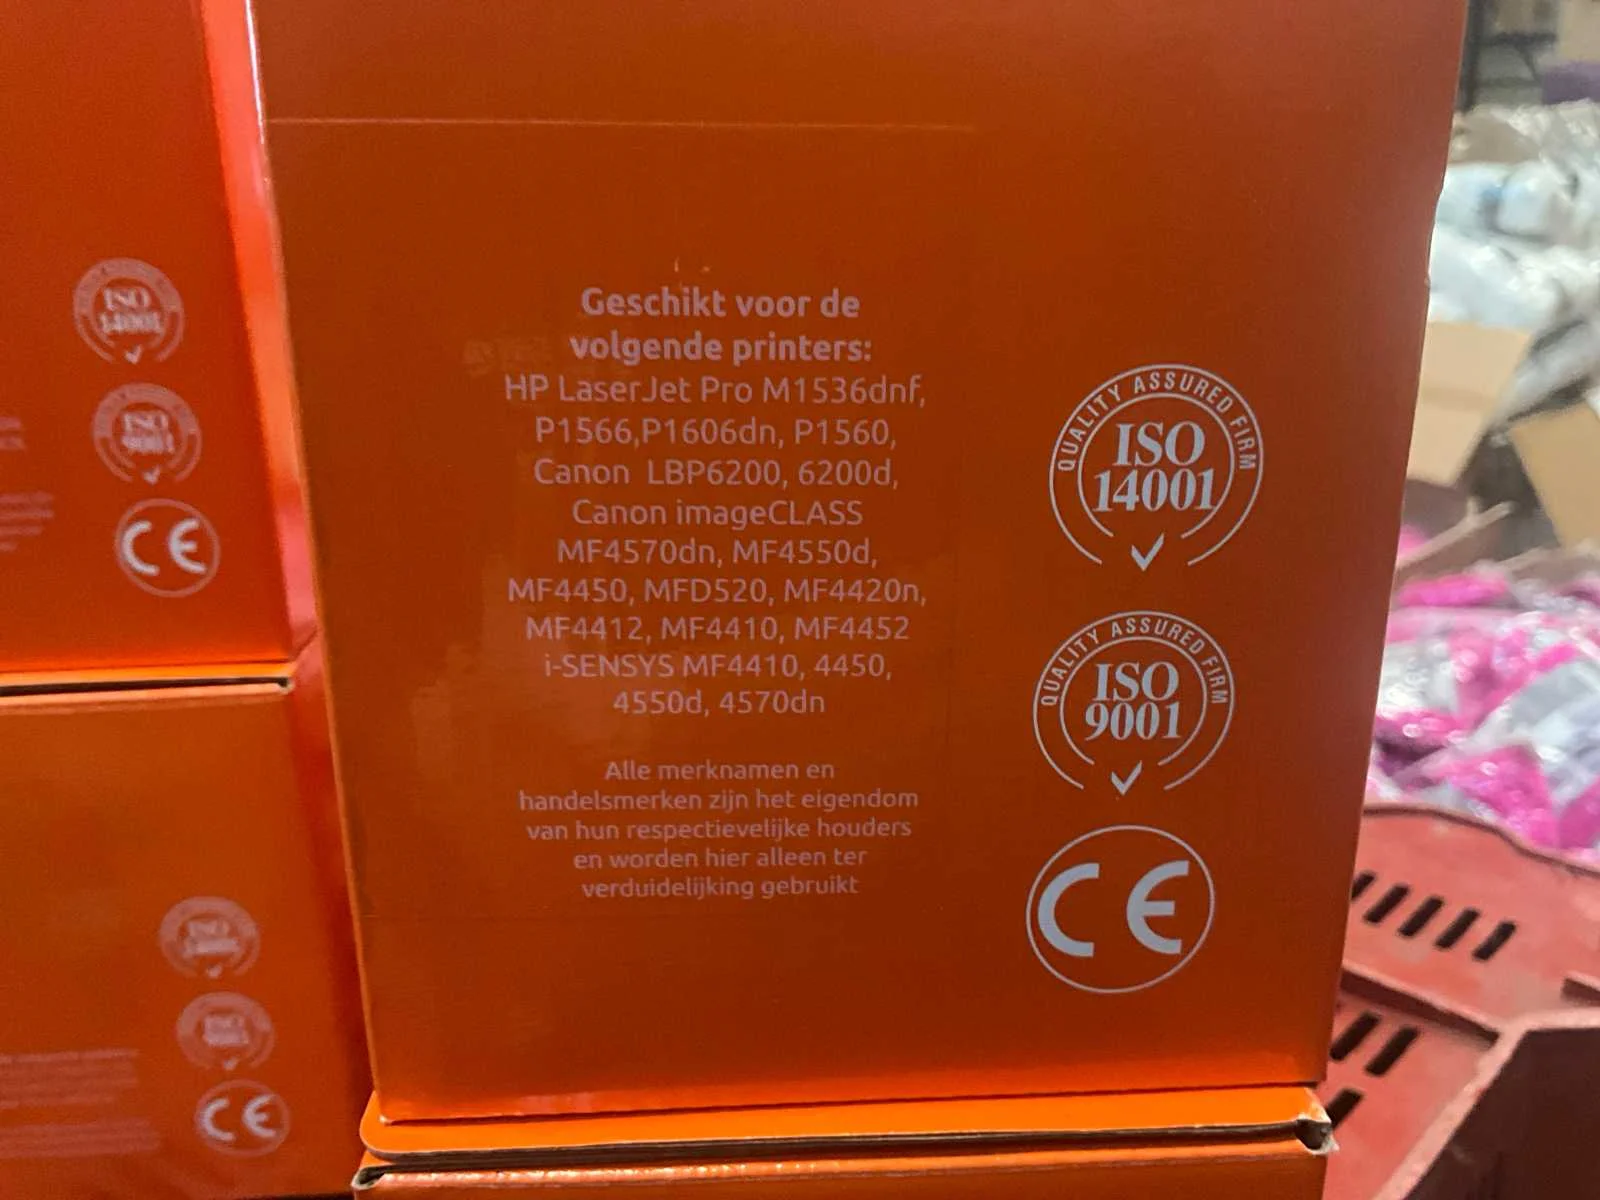 Geschikt voor de
volgende printers:
HP LaserJet Pro M1536dnf,
P1566,P1606dn, P1560,
Canon LBP6200, 6200d,
Canon imageCLASS
MF4570dn, MF4550d,
MF4450, MFD520, MF4420n,
MF4412, MF4410, MF4452
i-SENSYS MF4410, 4450,
4550d, 4570dn
Alle merknamen en
handelsmerken zijn het eigendom
van hun respectievelijke houders
en worden hier alleen ter
verduidelijking gebruikt
QUALITY ASSURED FIRM
ISO
14001
QUALITY ASSURED FIRM
ISO
9001
CE
ISO
14001
ISO
9001
CE
CE